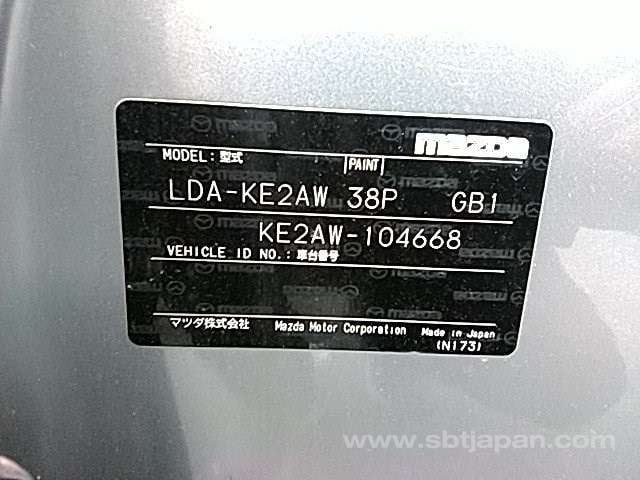 mazda
MODEL: 型式 PAINT
LDA-KE2AW 38P GB1
KE2AW-104668
VEHICLE ID NO.: 車台番号
マツダ株式会社 Mazda Motor Corporation Made in Japan
(N173)
www.sbtjapan.com